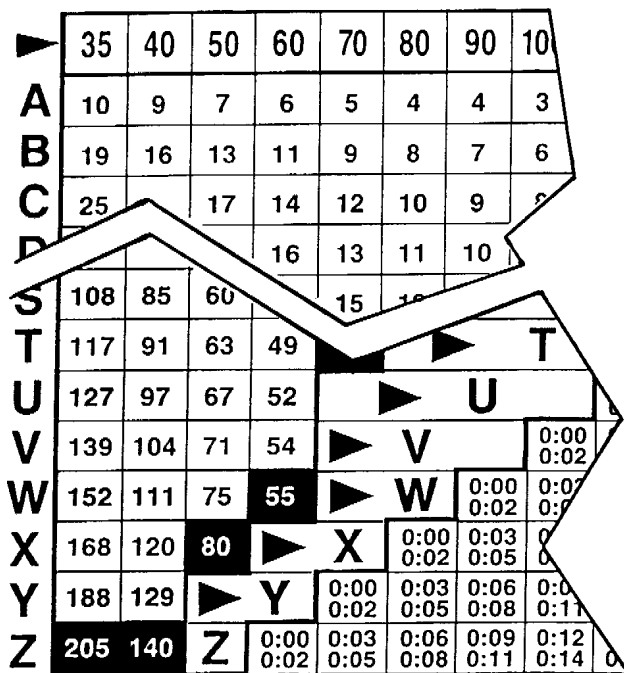 35 40 50 60 70 80 90 10
A 10 9 7 6 5 4 4 3
B 19 16 13 11 9 8 7 6
C 25 17 14 12 10 9
16 13 11 10
S 108 85 60 15
T 117 91 63 49 T
U 127 97 67 52 U
V 139 104 71 54 V 0:00
0:02
W 152 111 75 55 W 0:00
0:02
X 168 120 80 X 0:00 0:03
0:02 0:05
Y 188 129 Y 0:00 0:03 0:06
0:02 0:05 0:08 0:11
Z 205 140 Z 0:00 0:03 0:06 0:09 0:12
0:02 0:05 0:08 0:11 0:14